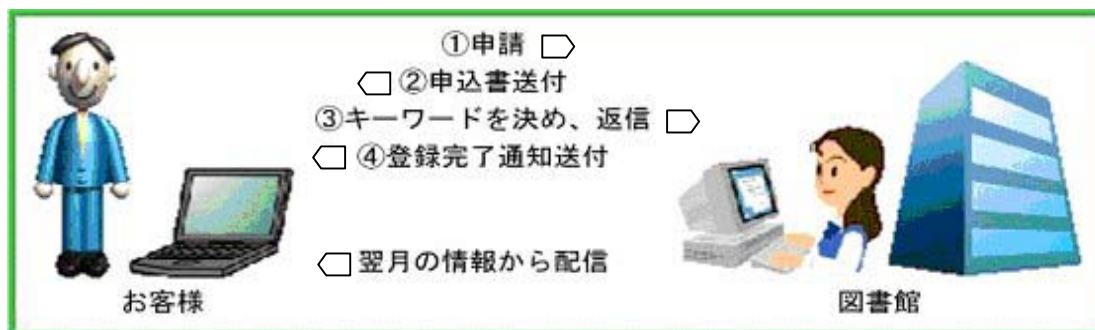 ①申請
②申込書送付
③キーワードを決め、返信
④登録完了通知送付
翌月の情報から配信
お客様
図書館